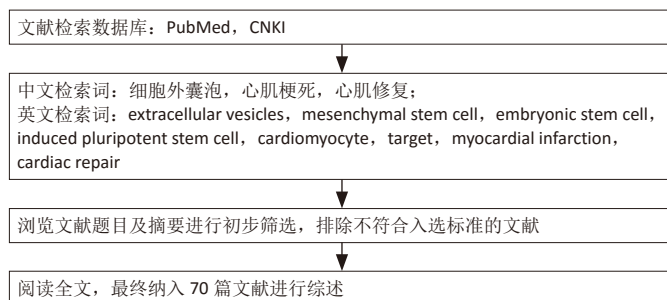 文献检索数据库：PubMed，CNKI
中文检索词：细胞外囊泡，心肌梗死，心肌修复；
英文检索词：extracellular vesicles，mesenchymal stem cell，embryonic stem cell，
induced pluripotent stem cell，cardiomyocyte，target，myocardial infarction，
cardiac repair
浏览文献题目及摘要进行初步筛选，排除不符合入选标准的文献
阅读全文，最终纳入 70 篇文献进行综述